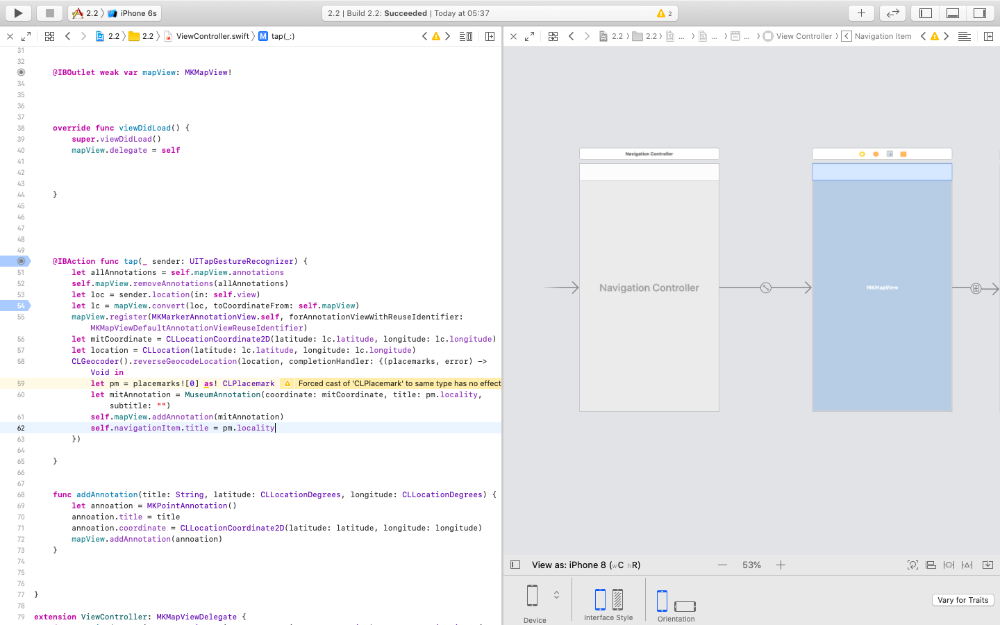 2.2 〉 iPhone 6s
2.2 | Build 2.2: Succeeded | Today at 05:37
2
2.2 〉 2.2 〉 ViewController.swift 〉 M tap(_:)
2.2 〉 2.2 〉 ... 〉 ... 〉 ... 〉 View Controller 〉 Navigation Item
31
32
@IBOutlet weak var mapView: MKMapView!
34
35
36
37
38 override func viewDidLoad() {
39 super.viewDidLoad()
40 mapView.delegate = self
41
42
43
44 }
45
46
47
48
49
@IBAction func tap(_ sender: UITapGestureRecognizer) {
51 let allAnnotations = self.mapView.annotations
52 self.mapView.removeAnnotations(allAnnotations)
53 let loc = sender.location(in: self.view)
54 let lc = mapView.convert(loc, toCoordinateFrom: self.mapView)
55 mapView.register(MKMarkerAnnotationView.self, forAnnotationViewWithReuseIdentifier:
MKMapViewDefaultAnnotationViewReuseIdentifier)
56 let mitCoordinate = CLLocationCoordinate2D(latitude: lc.latitude, longitude: lc.longitude)
57 let location = CLLocation(latitude: lc.latitude, longitude: lc.longitude)
58 CLGeocoder().reverseGeocodeLocation(location, completionHandler: {(placemarks, error) ->
Void in
59 let pm = placemarks![0] as! CLPlacemark Forced cast of 'CLPlacemark' to same type has no effect
60 let mitAnnotation = MuseumAnnotation(coordinate: mitCoordinate, title: pm.locality,
subtitle: "")
61 self.mapView.addAnnotation(mitAnnotation)
62 self.navigationItem.title = pm.locality
63 })
64
65 }
66
67
68 func addAnnotation(title: String, latitude: CLLocationDegrees, longitude: CLLocationDegrees) {
69 let annoation = MKPointAnnotation()
70 annoation.title = title
71 annoation.coordinate = CLLocationCoordinate2D(latitude: latitude, longitude: longitude)
72 mapView.addAnnotation(annoation)
73 }
74
75
76
77 }
78
79 extension ViewController: MKMapViewDelegate {
Navigation Controller
Navigation Controller
MKMapView
View as: iPhone 8 (wC hR)
— 53% +
Device
Interface Style
Orientation
Vary for Traits